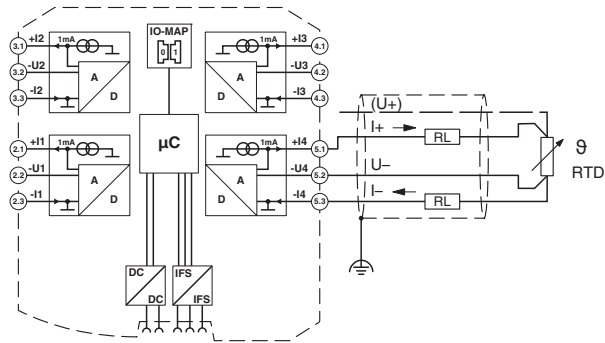 IO-MAP
0 1
3.1 +I2 1mA
3.2 -U2 A
3.3 -I2 D
1mA +I3 4.1
A -U3 4.2
D -I3 4.3
2.1 +I1 1mA
2.2 -U1 A
2.3 -I1 D
µC
1mA +I4 5.1
A -U4 5.2
D -I4 5.3
(U+)
I+ RL
U–
I– RL
ϑ
RTD
DC
DC
IFS
IFS